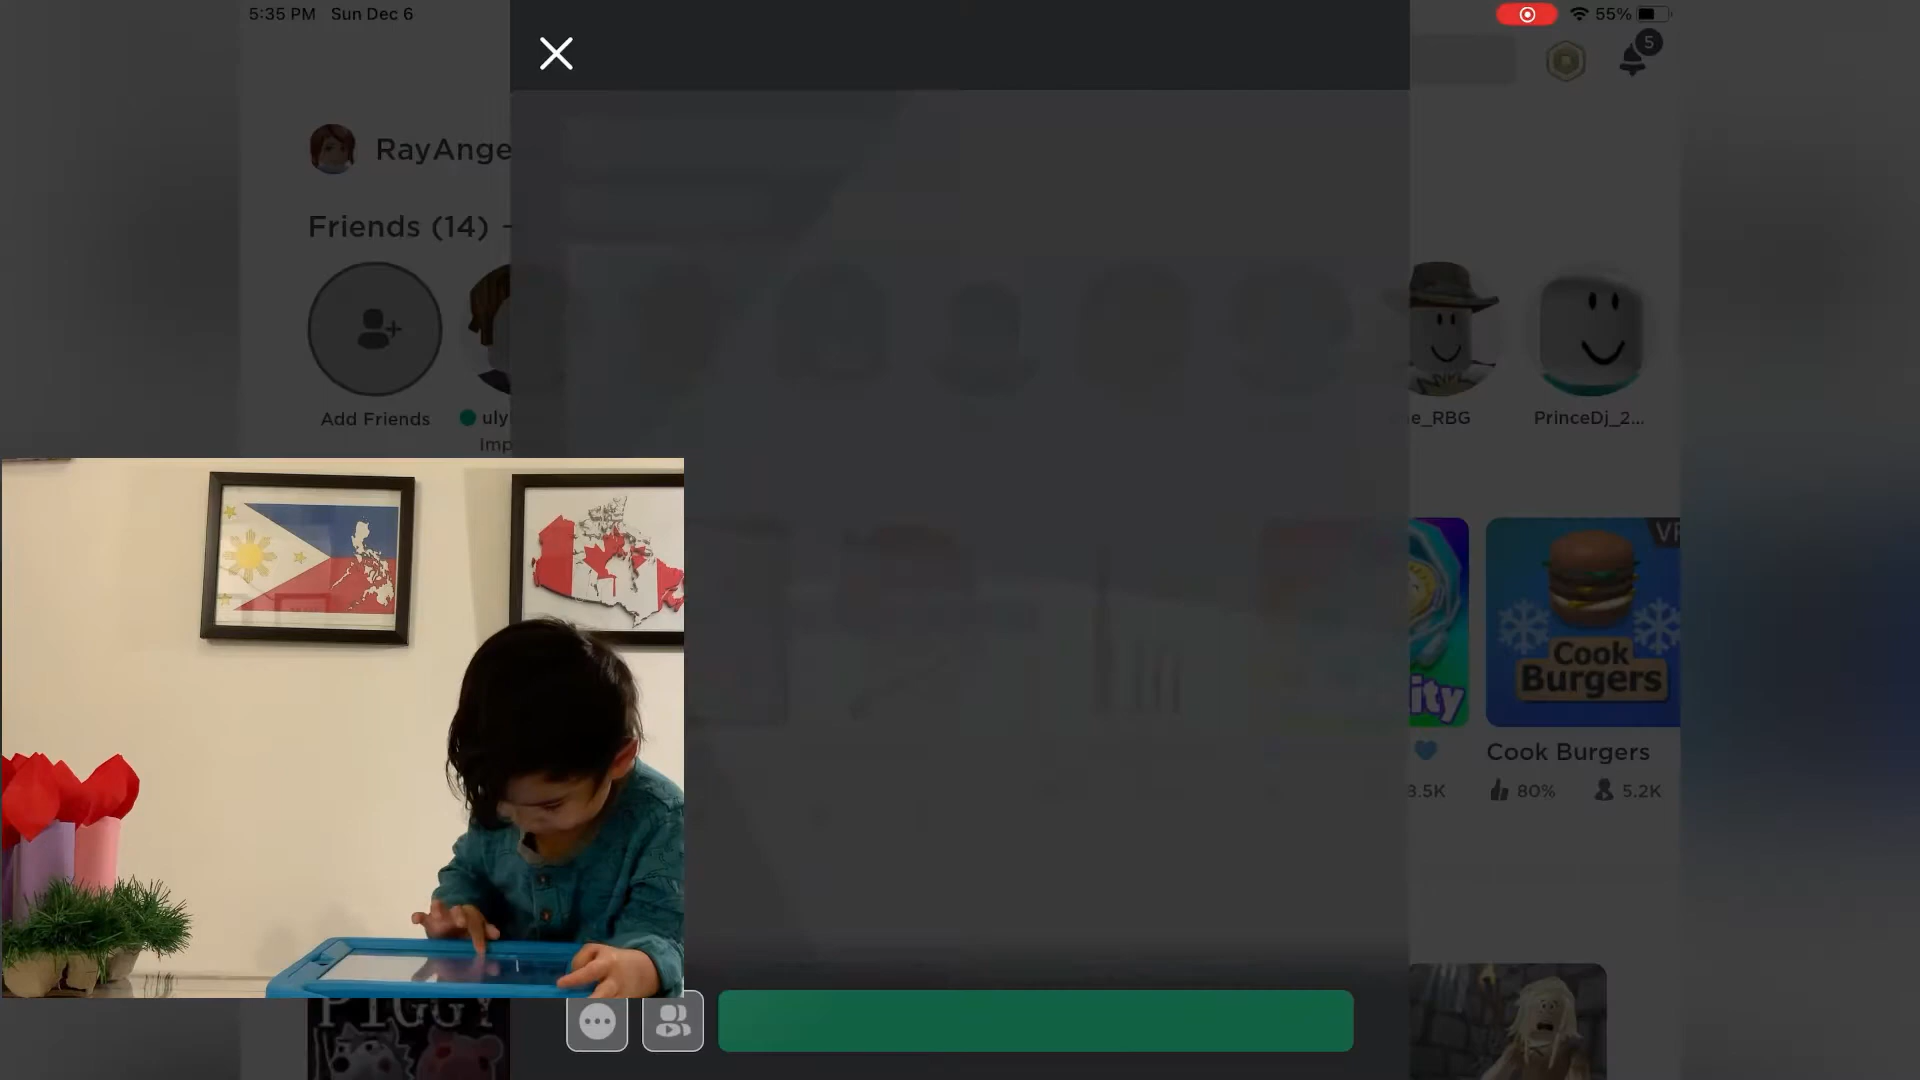 5:35 PM Sun Dec 6
55%
5
RayAnge
Friends (14)
Add Friends
uly
Imp
e_RBG
PrinceDj_2...
VR
Cook
Burgers
ity
Cook Burgers
3.5K
80%
5.2K
PIGGY